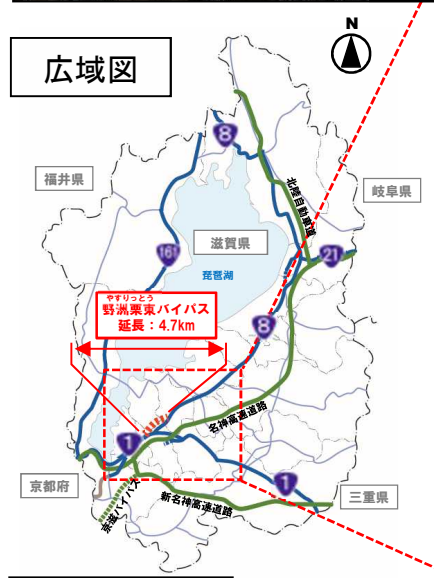 広域図
N
8
福井県
岐阜県
北陸自動車道
161
滋賀県
21
琵琶湖
やすりっとう
野洲栗東バイパス
延長：4.7km
8
名神高速道路
1
1
京都府
京滋バイパス
新名神高速道路
三重県